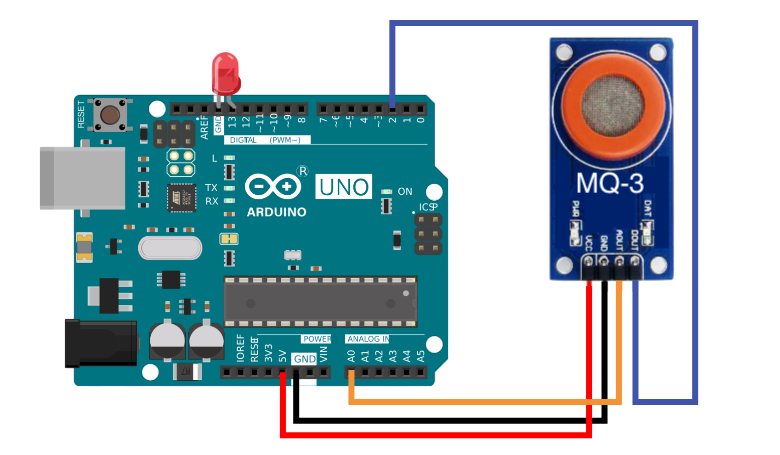 RESET
AREF
GND
13
12
~11
~10
~9
8
7
~6
~5
4
~3
2
1
0
DIGITAL (PWM~)
L
TX
RX
R
UNO
ARDUINO
ON
ICSP
IOREF
RESE
3V3
5V
GND
VIN
POWER
ANALOG IN
A0
A1
A2
A3
A4
A5
MQ-3
PWR
DAT
VCC
GND
AOUT
DOUT